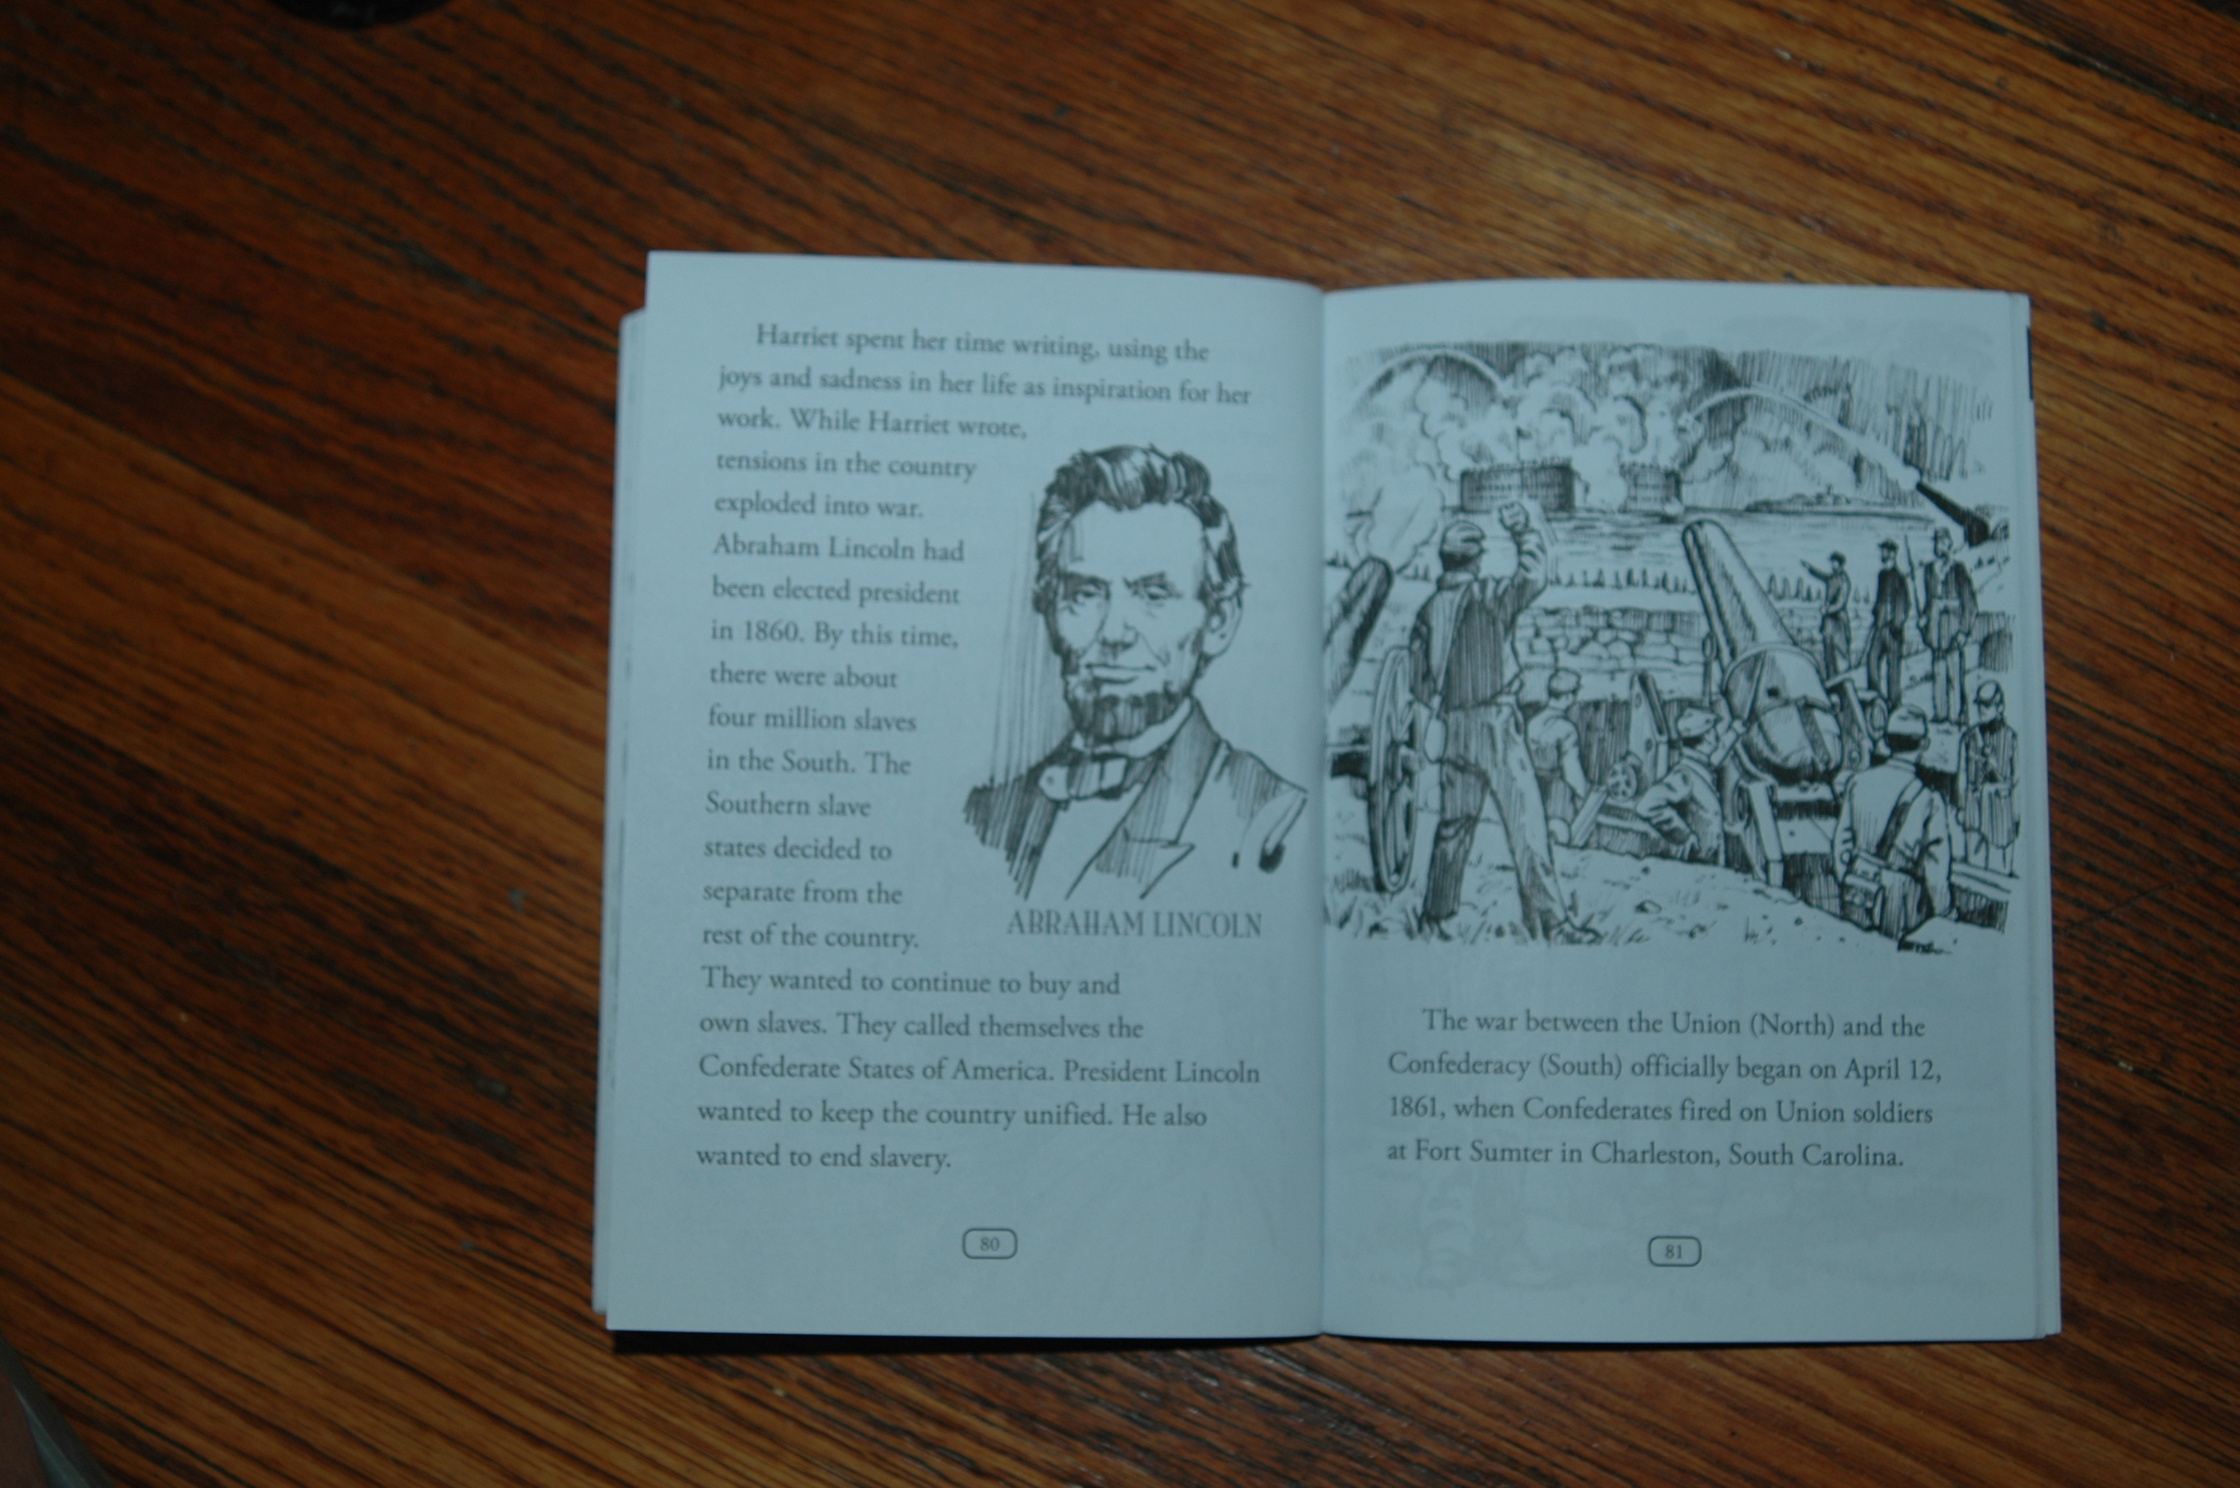 Harriet spent her time writing, using the
joys and sadness in her life as inspiration for her
work. While Harriet wrote,
tensions in the country
exploded into war.
Abraham Lincoln had
been elected president
in 1860. By this time,
there were about
four million slaves
in the South. The
Southern slave
states decided to
separate from the
rest of the country.
ABRAHAM LINCOLN
They wanted to continue to buy and
own slaves. They called themselves the
Confederate States of America. President Lincoln
wanted to keep the country unified. He also
wanted to end slavery.
80
The war between the Union (North) and the
Confederacy (South) officially began on April 12,
1861, when Confederates fired on Union soldiers
at Fort Sumter in Charleston, South Carolina.
81